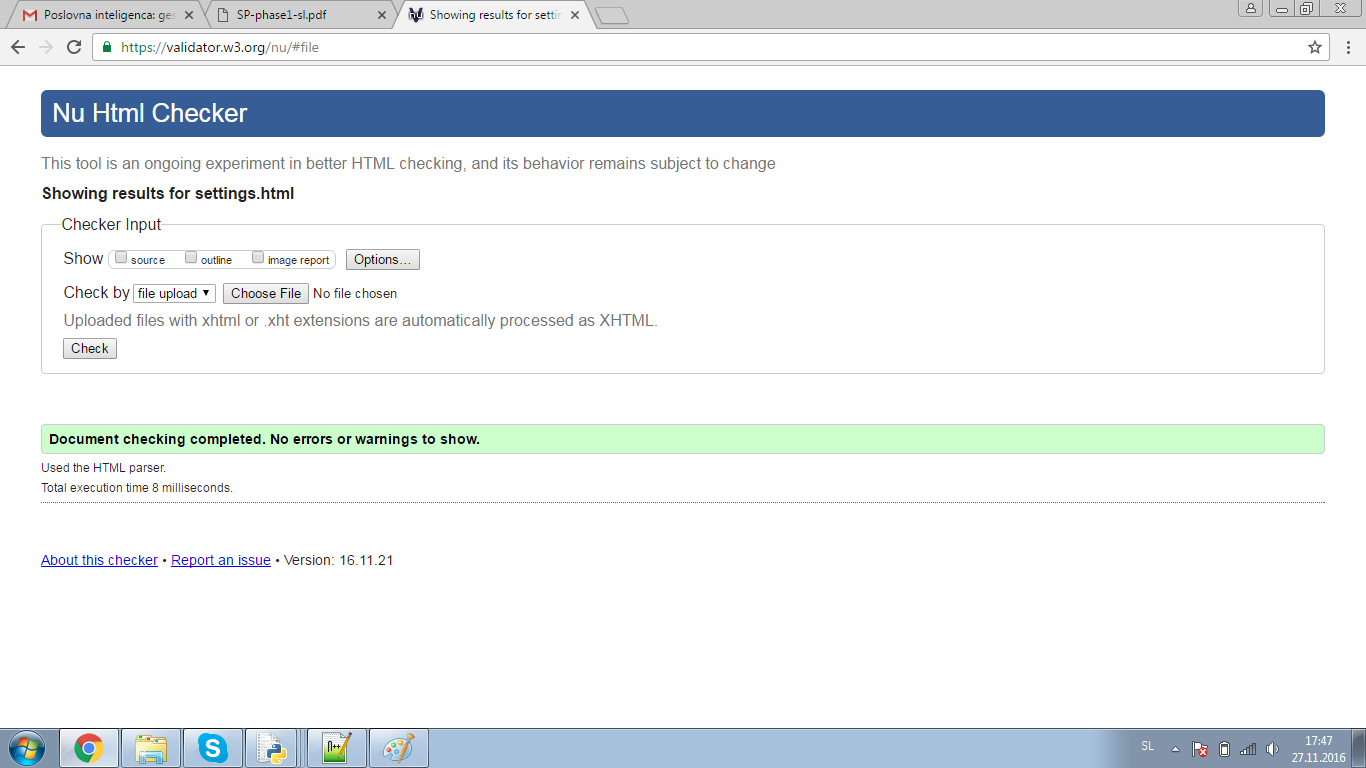 Poslovna inteligenca: ges
SP-phase1-sl.pdf
Showing results for settin
https://validator.w3.org/nu/#file
Nu Html Checker
This tool is an ongoing experiment in better HTML checking, and its behavior remains subject to change
Showing results for settings.html
Checker Input
Show source outline image report Options...
Check by file upload Choose File No file chosen
Uploaded files with xhtml or .xht extensions are automatically processed as XHTML.
Check
Document checking completed. No errors or warnings to show.
Used the HTML parser.
Total execution time 8 milliseconds.
About this checker • Report an issue • Version: 16.11.21
SL
17:47
27.11.2016